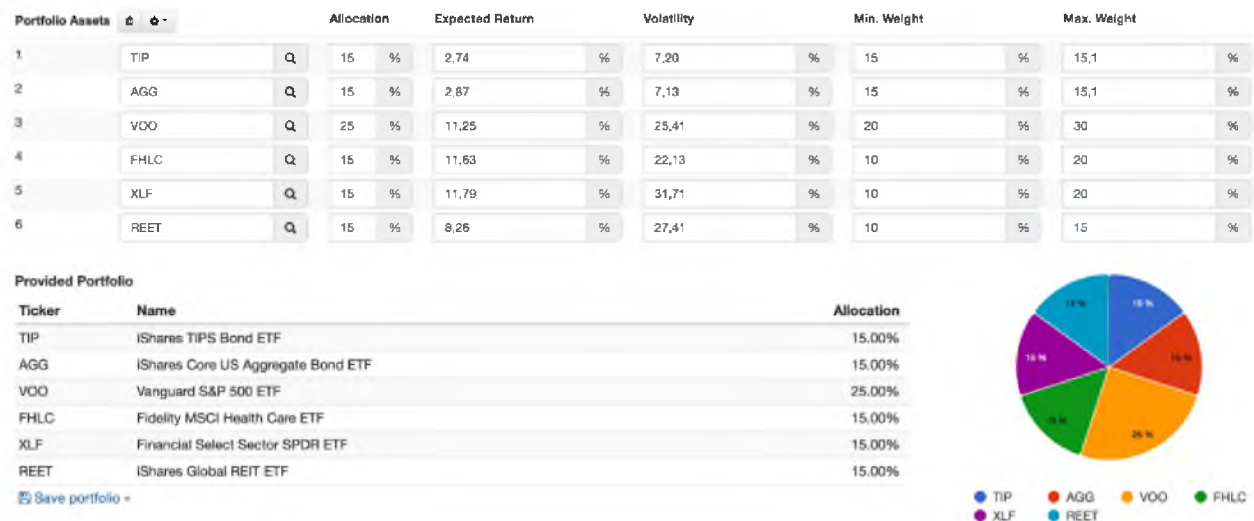 Portfolio Assets Allocation Expected Return Volatility Min. Weight Max. Weight
1 TIP 15 % 2,74 % 7,20 % 15 % 15,1 %
2 AGG 15 % 2,87 % 7,13 % 15 % 15,1 %
3 VOO 25 % 11,25 % 25,41 % 20 % 30 %
4 FHLC 15 % 11,63 % 22,13 % 10 % 20 %
5 XLF 15 % 11,79 % 31,71 % 10 % 20 %
6 REET 15 % 8,26 % 27,41 % 10 % 15 %
Provided Portfolio
Ticker Name Allocation
TIP iShares TIPS Bond ETF 15.00%
AGG iShares Core US Aggregate Bond ETF 15.00%
VOO Vanguard S&P 500 ETF 25.00%
FHLC Fidelity MSCI Health Care ETF 15.00%
XLF Financial Select Sector SPDR ETF 15.00%
REET iShares Global REIT ETF 15.00%
Save portfolio »
15 % 15 %
15 % 15 %
15 % 25 %
TIP AGG VOO FHLC
XLF REET